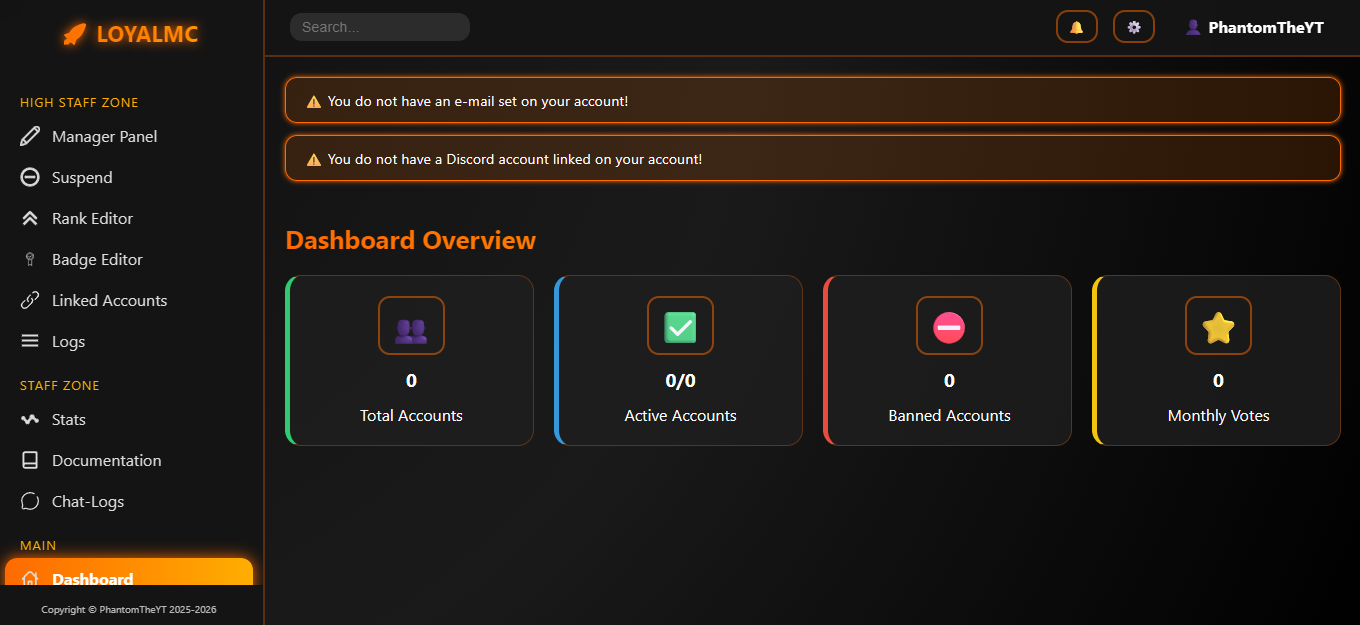 LOYALMC
HIGH STAFF ZONE
Manager Panel
Suspend
Rank Editor
Badge Editor
Linked Accounts
Logs
STAFF ZONE
Stats
Documentation
Chat-Logs
MAIN
Dashboard
Copyright © PhantomTheYT 2025-2026
Search...
PhantomTheYT
You do not have an e-mail set on your account!
You do not have a Discord account linked on your account!
Dashboard Overview
0
Total Accounts
0/0
Active Accounts
0
Banned Accounts
0
Monthly Votes